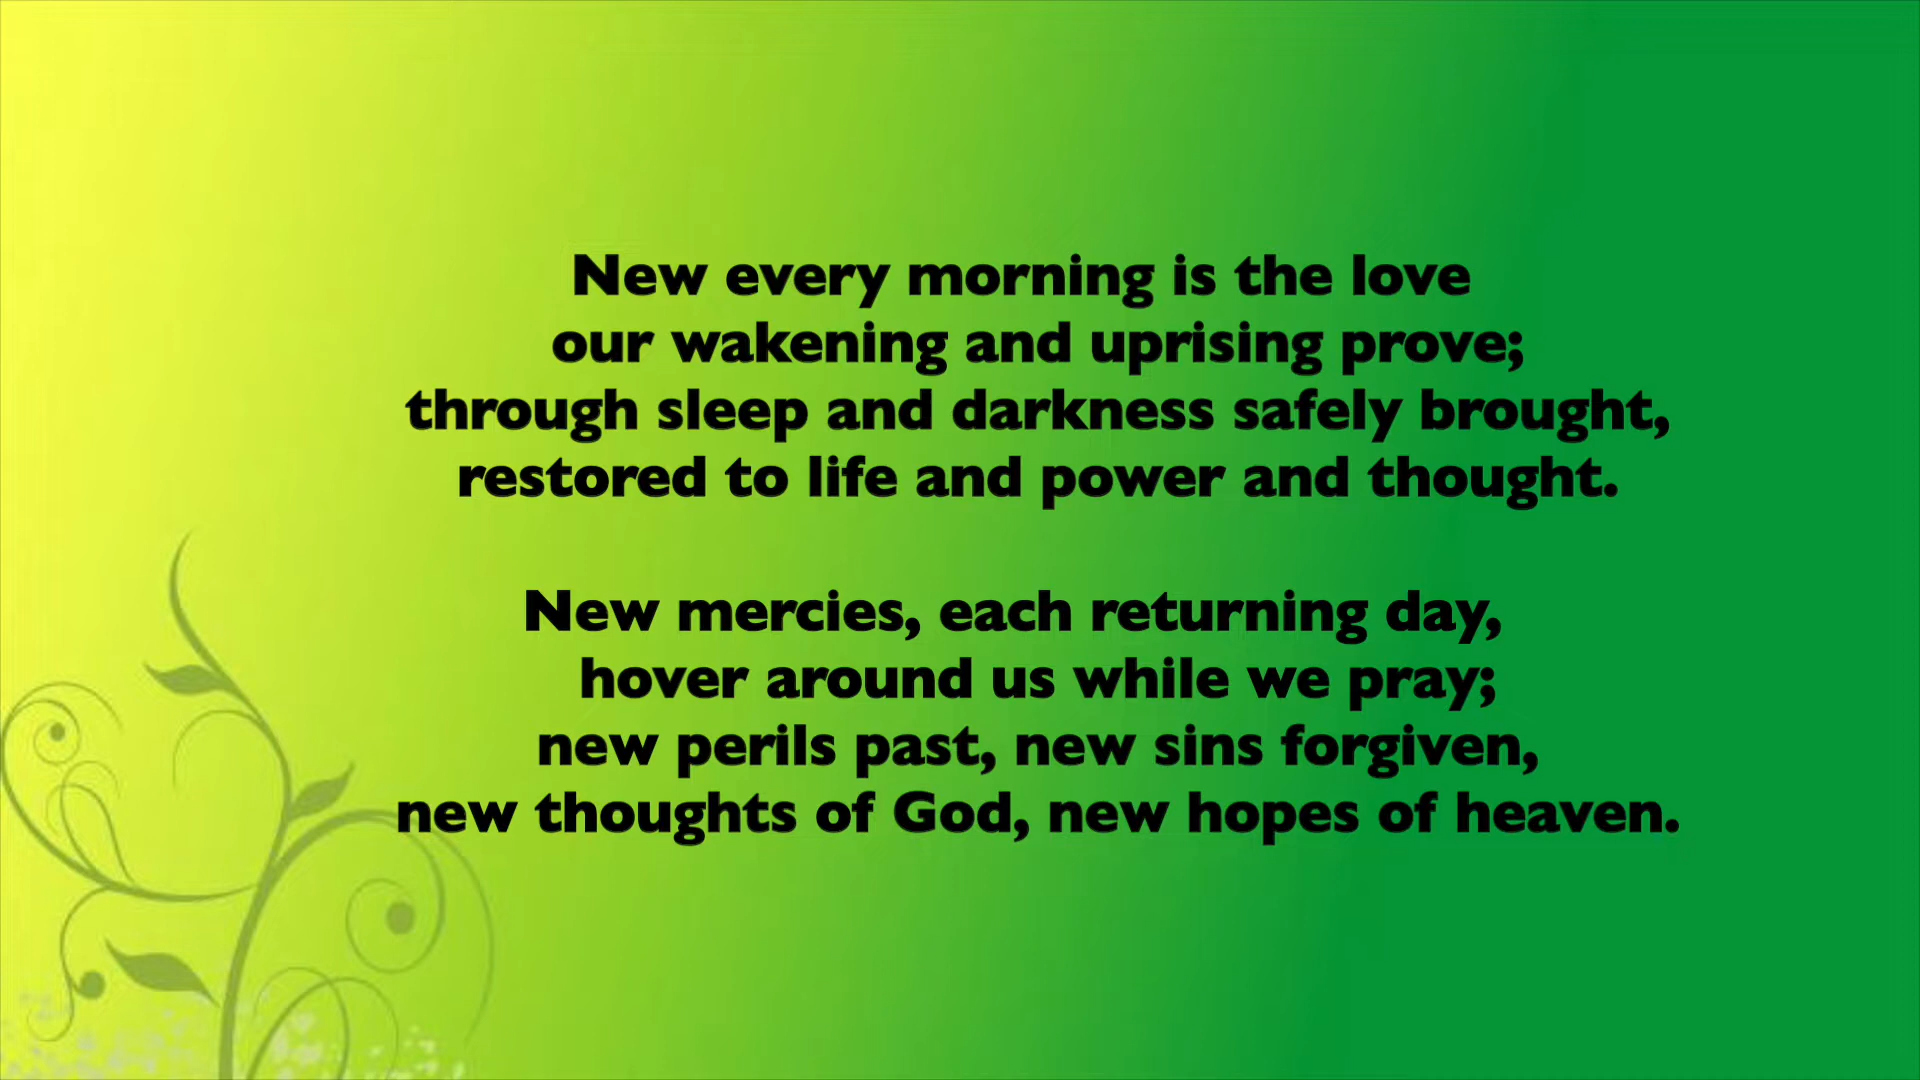 New every morning is the love
our wakening and uprising prove;
through sleep and darkness safely brought,
restored to life and power and thought.
New mercies, each returning day,
hover around us while we pray;
new perils past, new sins forgiven,
new thoughts of God, new hopes of heaven.